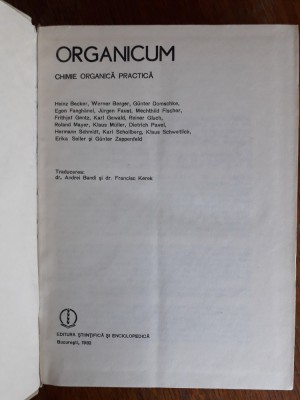 ORGANICUM
CHIMIE ORGANICĂ PRACTICĂ
Heinz Becker, Werner Berger, Günter Domschke,
Egon Fanghänel, Jürgen Faust, Mechthild Fischer,
Frithjof Gentz, Karl Gewald, Reiner Gluch,
Roland Mayer, Klaus Müller, Dietrich Pavel,
Hermann Schmidt, Karl Schollberg, Klaus Schwetlick,
Erika Seiler și Günter Zeppenfeld
Traducerea:
dr. Andrei Bandi și dr. Francisc Kerek
EDITURA ȘTIINȚIFICĂ ȘI ENCICLOPEDICĂ
București, 1982